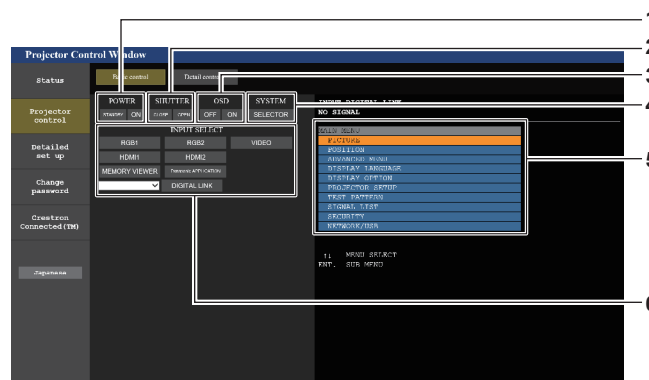 1
2
3
4
5
6
Projector Control Window
Status
Projector control
Detailed set up
Change password
Crestron Connected(TM)
Japanese
Basic control
Detail control
POWER
STANDBY ON
SHUTTER
CLOSE OPEN
OSD
OFF ON
SYSTEM
SELECTOR
INPUT SELECT
RGB1 RGB2 VIDEO
HDMI1 HDMI2
MEMORY VIEWER Panasonic APPLICATION
DIGITAL LINK
INPUT DIGITAL LINK
NO SIGNAL
MAIN MENU
PICTURE
POSITION
ADVANCED MENU
DISPLAY LANGUAGE
DISPLAY OPTION
PROJECTOR SETUP
TEST PATTERN
SIGNAL LIST
SECURITY
NETWORK/USB
↑↓ MENU SELECT
ENT. SUB MENU